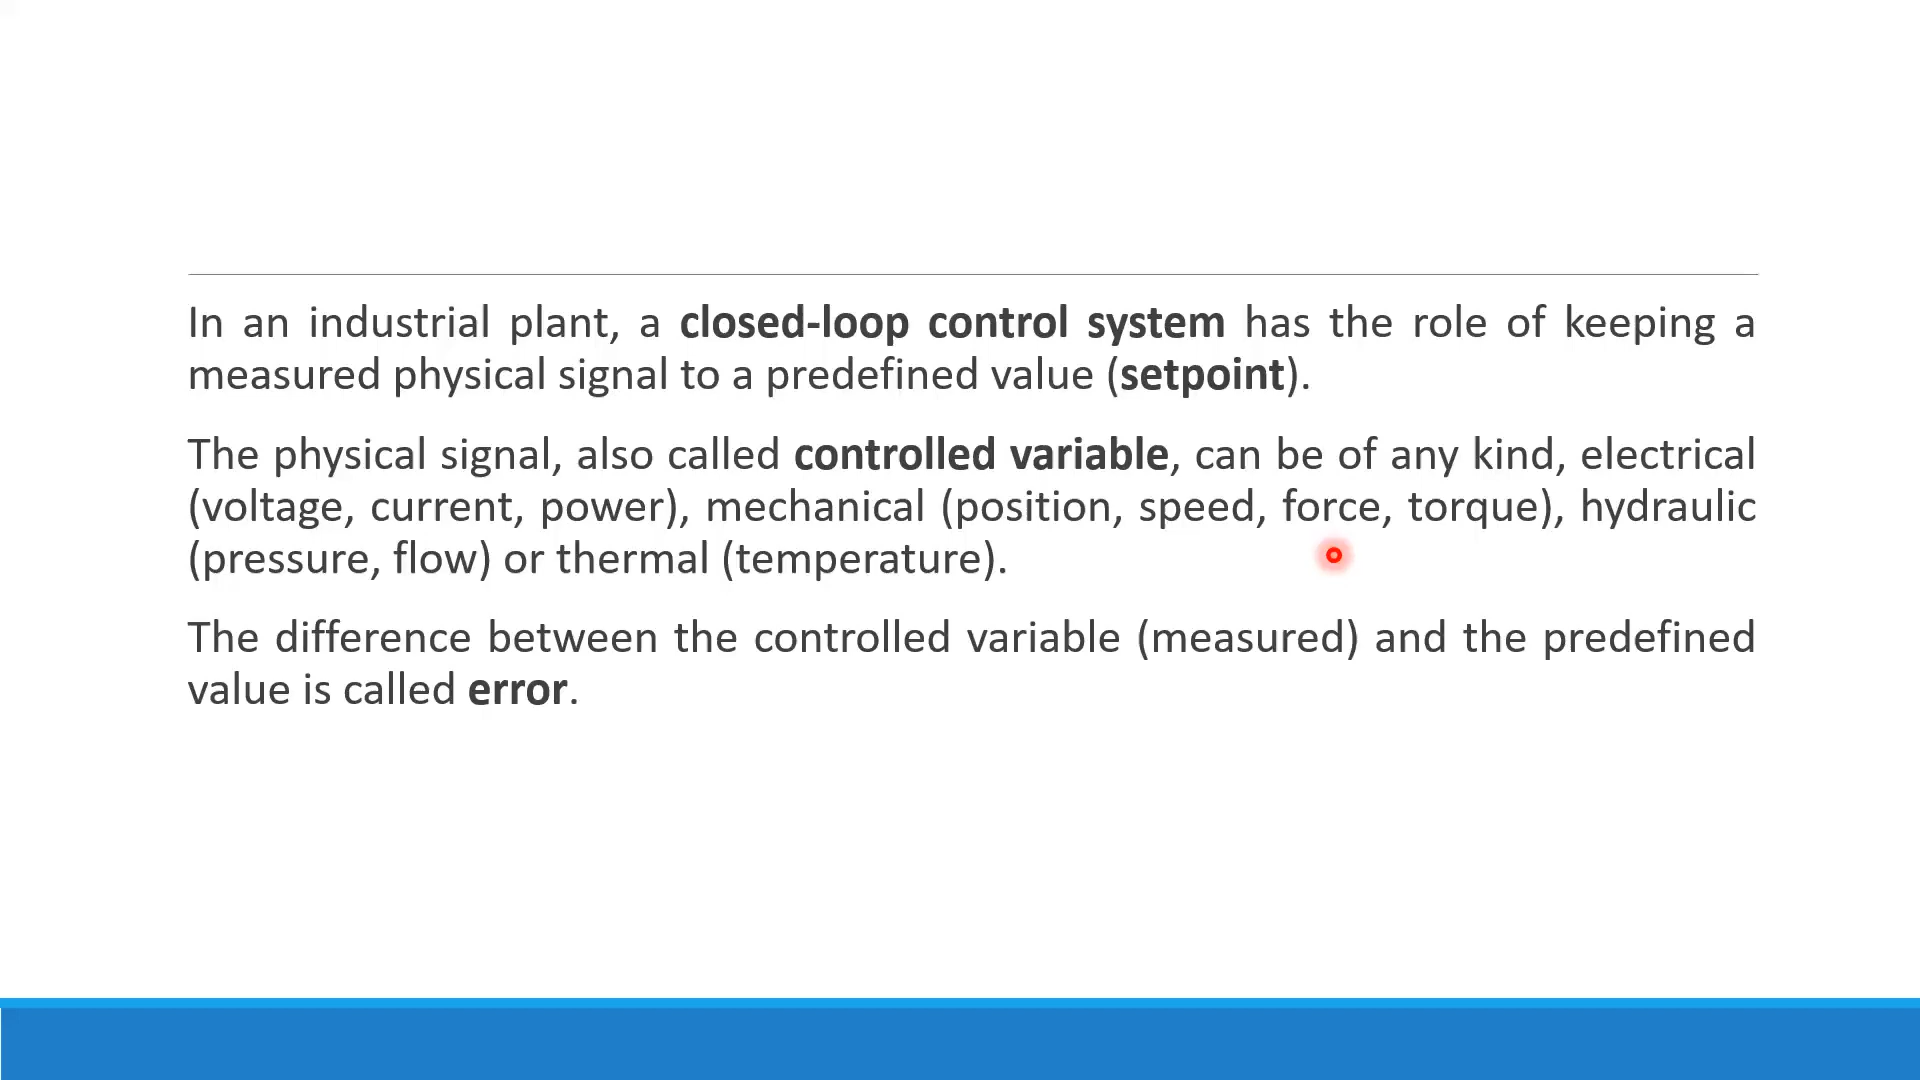 In an industrial plant, a closed-loop control system has the role of keeping a
measured physical signal to a predefined value (setpoint).
The physical signal, also called controlled variable, can be of any kind, electrical
(voltage, current, power), mechanical (position, speed, force, torque), hydraulic
(pressure, flow) or thermal (temperature).
The difference between the controlled variable (measured) and the predefined
value is called error.